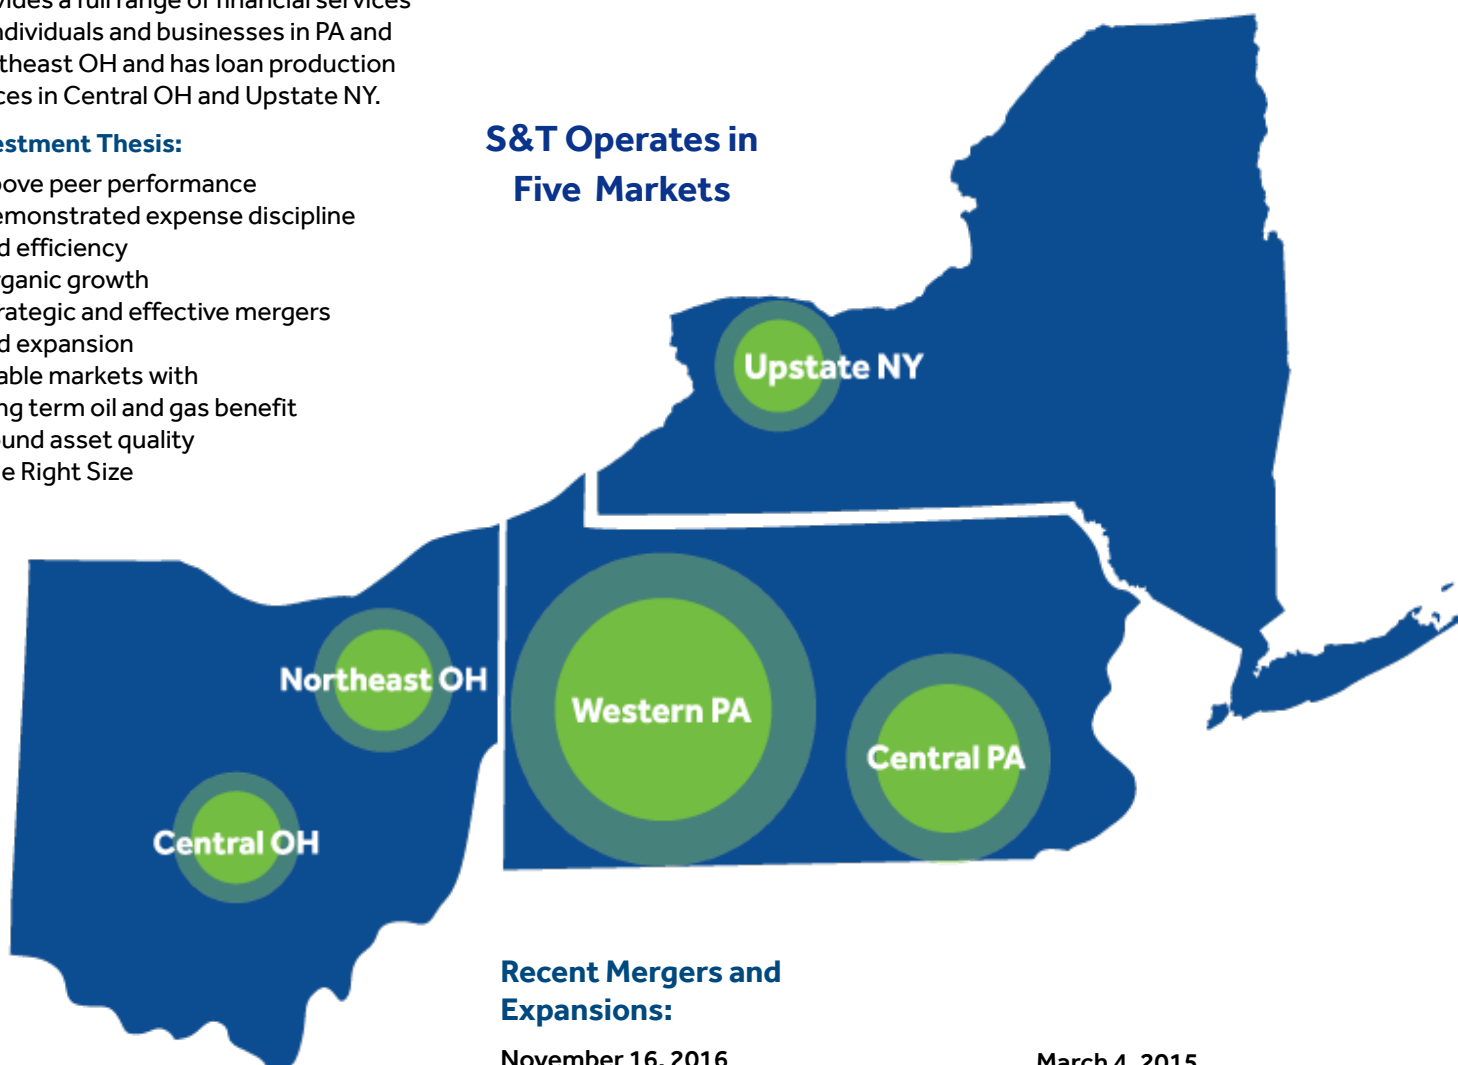 vides a full range of financial services
ndividuals and businesses in PA and
theast OH and has loan production
ces in Central OH and Upstate NY.
estment Thesis:
ove peer performance
emonstrated expense discipline
d efficiency
rganic growth
rategic and effective mergers
d expansion
able markets with
ng term oil and gas benefit
und asset quality
e Right Size
S&T Operates in
Five Markets
Upstate NY
Northeast OH
Western PA
Central PA
Central OH
Recent Mergers and
Expansions:
November 16, 2016
March 4, 2015